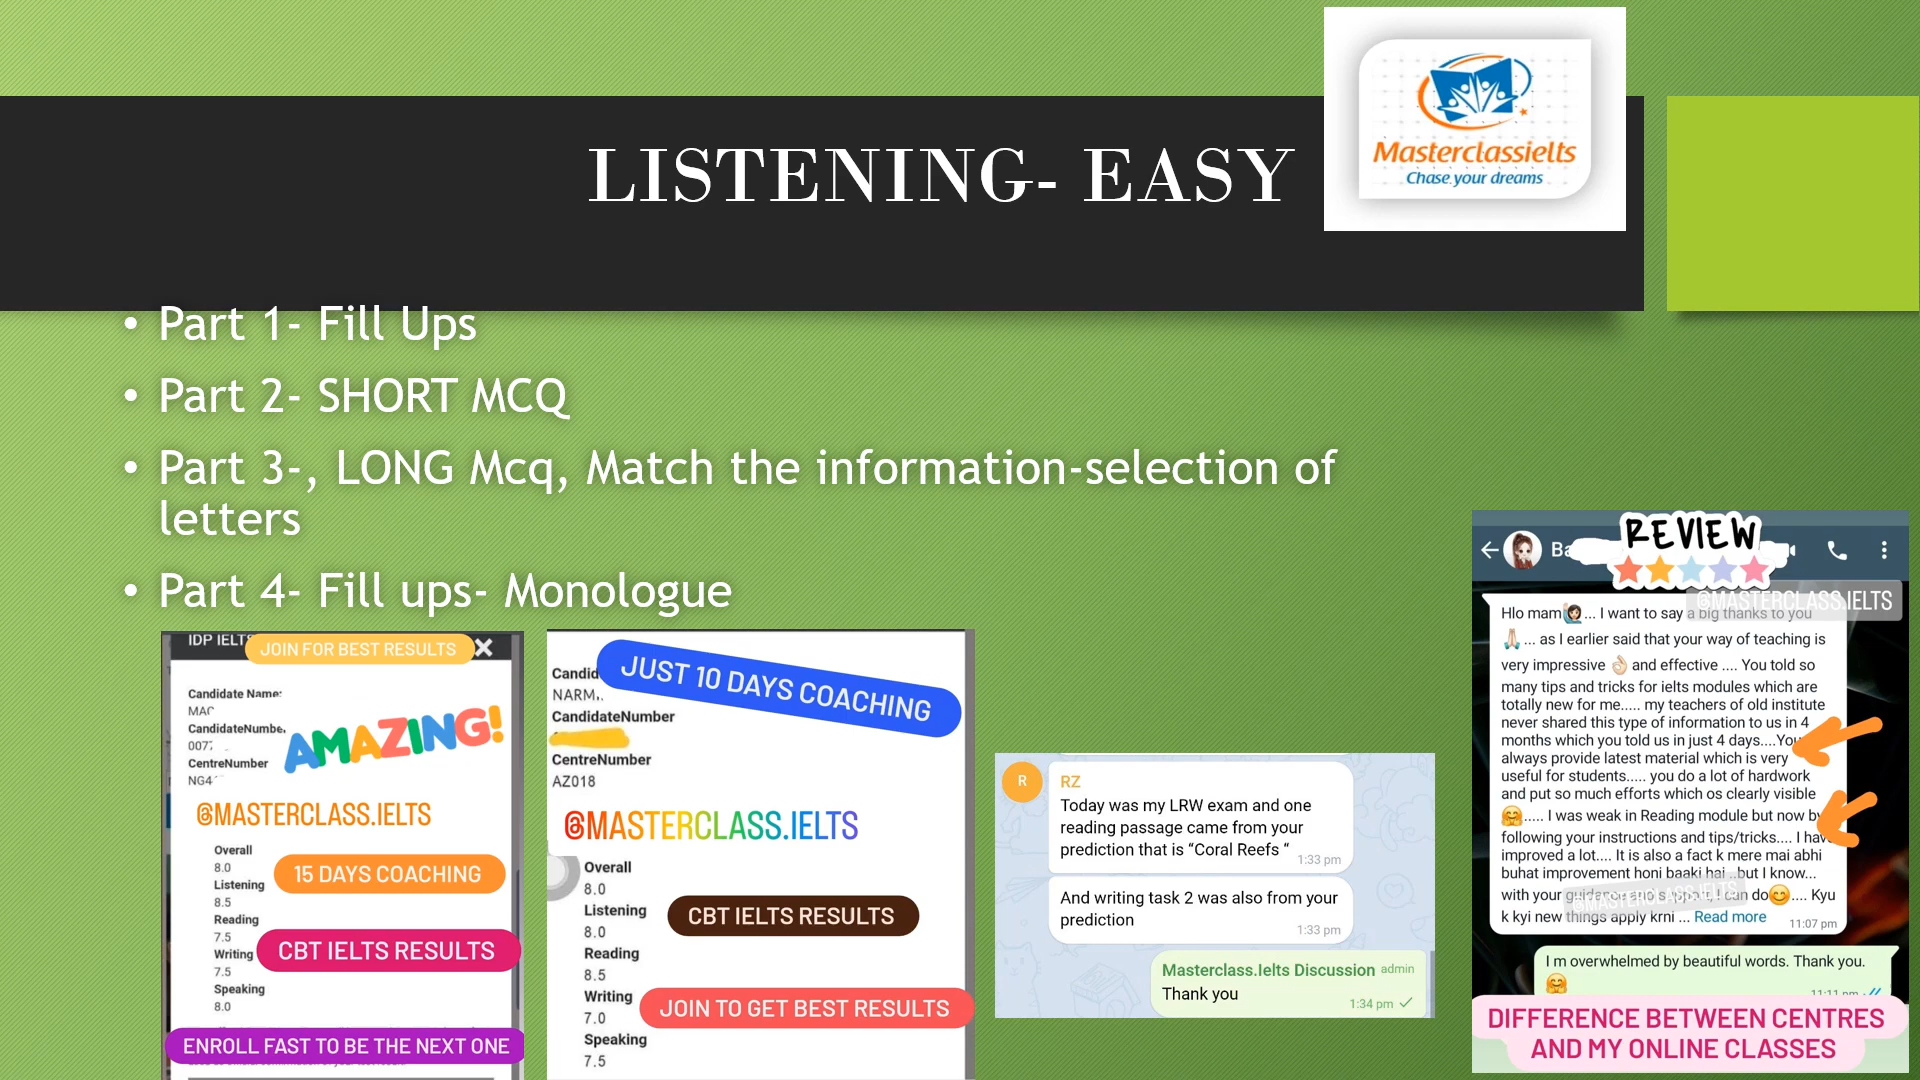 LISTENING- EASY
Masterclassielts
Chase your dreams
• Part 1- Fill Ups
• Part 2- SHORT MCQ
• Part 3-, LONG Mcq, Match the information-selection of
letters
• Part 4- Fill ups- Monologue
IDP IELTS
JOIN FOR BEST RESULTS
Candidate Name:
MAC
CandidateNumbe
AMAZING!
0077
CentreNumber
NG4
@MASTERCLASS.IELTS
Overall
8.0
15 DAYS COACHING
Listening
8.5
Reading
7.5
CBT IELTS RESULTS
Writing
7.5
Speaking
8.0
ENROLL FAST TO BE THE NEXT ONE
JUST 10 DAYS COACHING
Candid
NARM
CandidateNumber
CentreNumber
AZ018
@MASTERCLASS.IELTS
Overall
8.0
Listening
CBT IELTS RESULTS
8.0
Reading
8.5
Writing
JOIN TO GET BEST RESULTS
7.0
Speaking
7.5
R
RZ
Today was my LRW exam and one
reading passage came from your
prediction that is “Coral Reefs “
1:33 pm
And writing task 2 was also from your
prediction
1:33 pm
Masterclass.Ielts Discussion admin
Thank you
1:34 pm
Ba
REVIEW
@MASTERCLASS.IELTS
Hlo mam🙋🏻‍♀️... I want to say a big thanks to you
🙏🏻... as I earlier said that your way of teaching is
very impressive 👌🏻 and effective .... You told so
many tips and tricks for ielts modules which are
totally new for me..... my teachers of old institute
never shared this type of information to us in 4
months which you told us in just 4 days....You
always provide latest material which is very
useful for students..... you do a lot of hardwork
and put so much efforts which os clearly visible
🤗..... I was weak in Reading module but now by
following your instructions and tips/tricks.... I have
improved a lot.... It is also a fact k mere mai abhi
buhat improvement honi baaki hai ..but I know...
with your guidance and support, I can do😊.... Kyu
@MASTERCLASS.IELTS
k kyi new things apply krni ... Read more
11:07 pm
I m overwhelmed by beautiful words. Thank you.
🤗
11:11 pm
DIFFERENCE BETWEEN CENTRES
AND MY ONLINE CLASSES